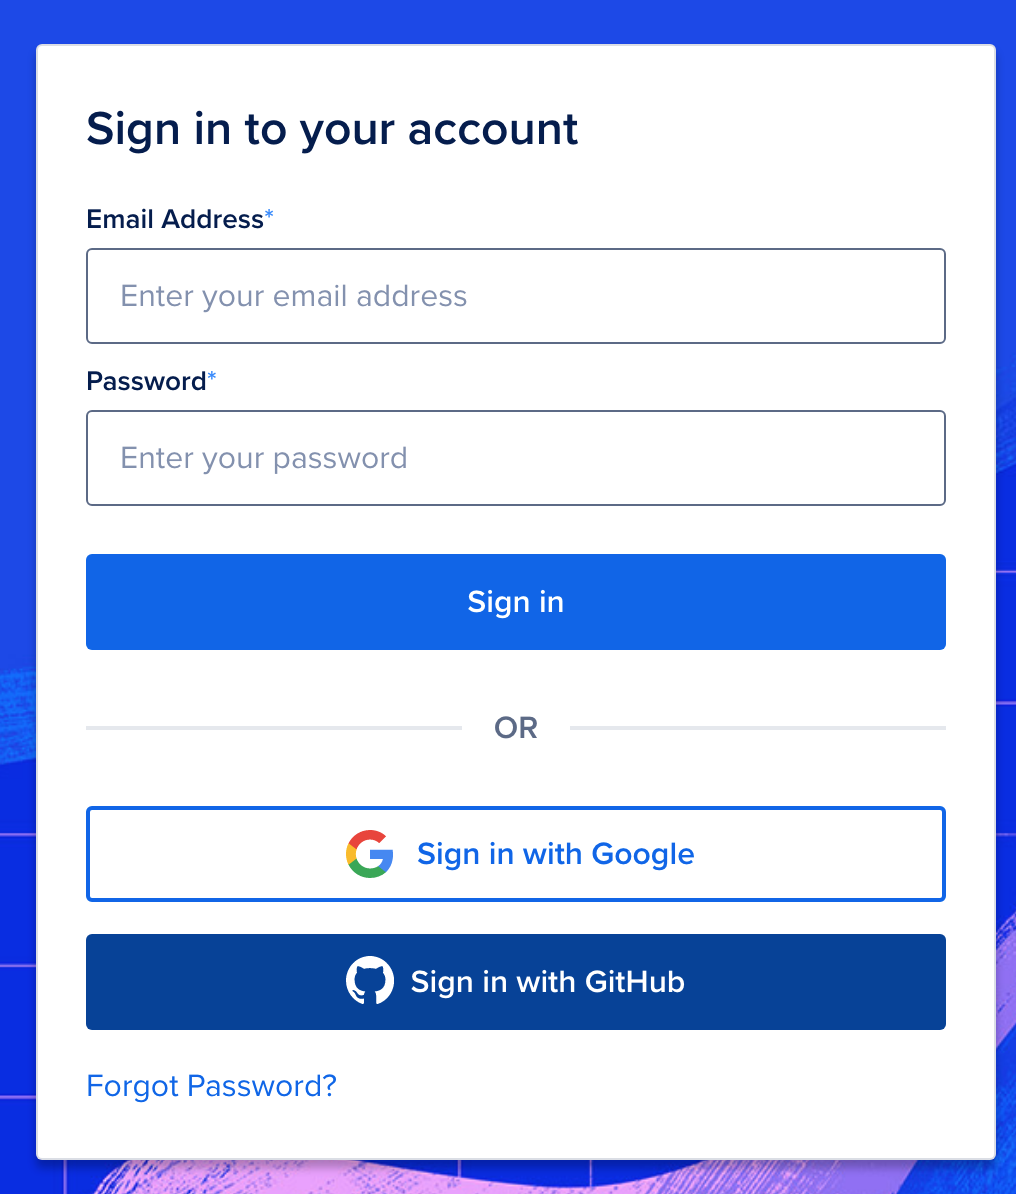 Sign in to your account
Email Address*
Enter your email address
Password*
Enter your password
Sign in
OR
Sign in with Google
Sign in with GitHub
Forgot Password?